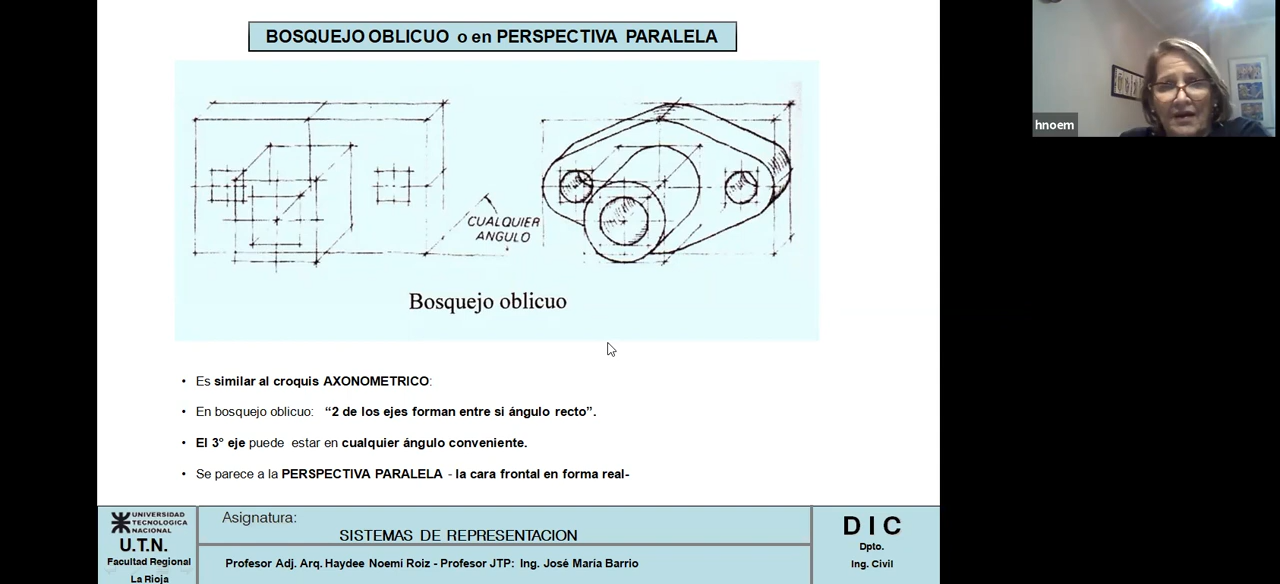 BOSQUEJO OBLICUO o en PERSPECTIVA PARALELA
hnoem
CUALQUIER
ANGULO
Bosquejo oblicuo
• Es similar al croquis AXONOMETRICO:
• En bosquejo oblicuo: “2 de los ejes forman entre si ángulo recto”.
• El 3° eje puede estar en cualquier ángulo conveniente.
• Se parece a la PERSPECTIVA PARALELA - la cara frontal en forma real-
UNIVERSIDAD
TECNOLOGICA
NACIONAL
U.T.N.
Facultad Regional
La Rioja
Asignatura:
SISTEMAS DE REPRESENTACION
Profesor Adj. Arq. Haydee Noemí Roiz - Profesor JTP: Ing. José María Barrio
D I C
Dpto.
Ing. Civil